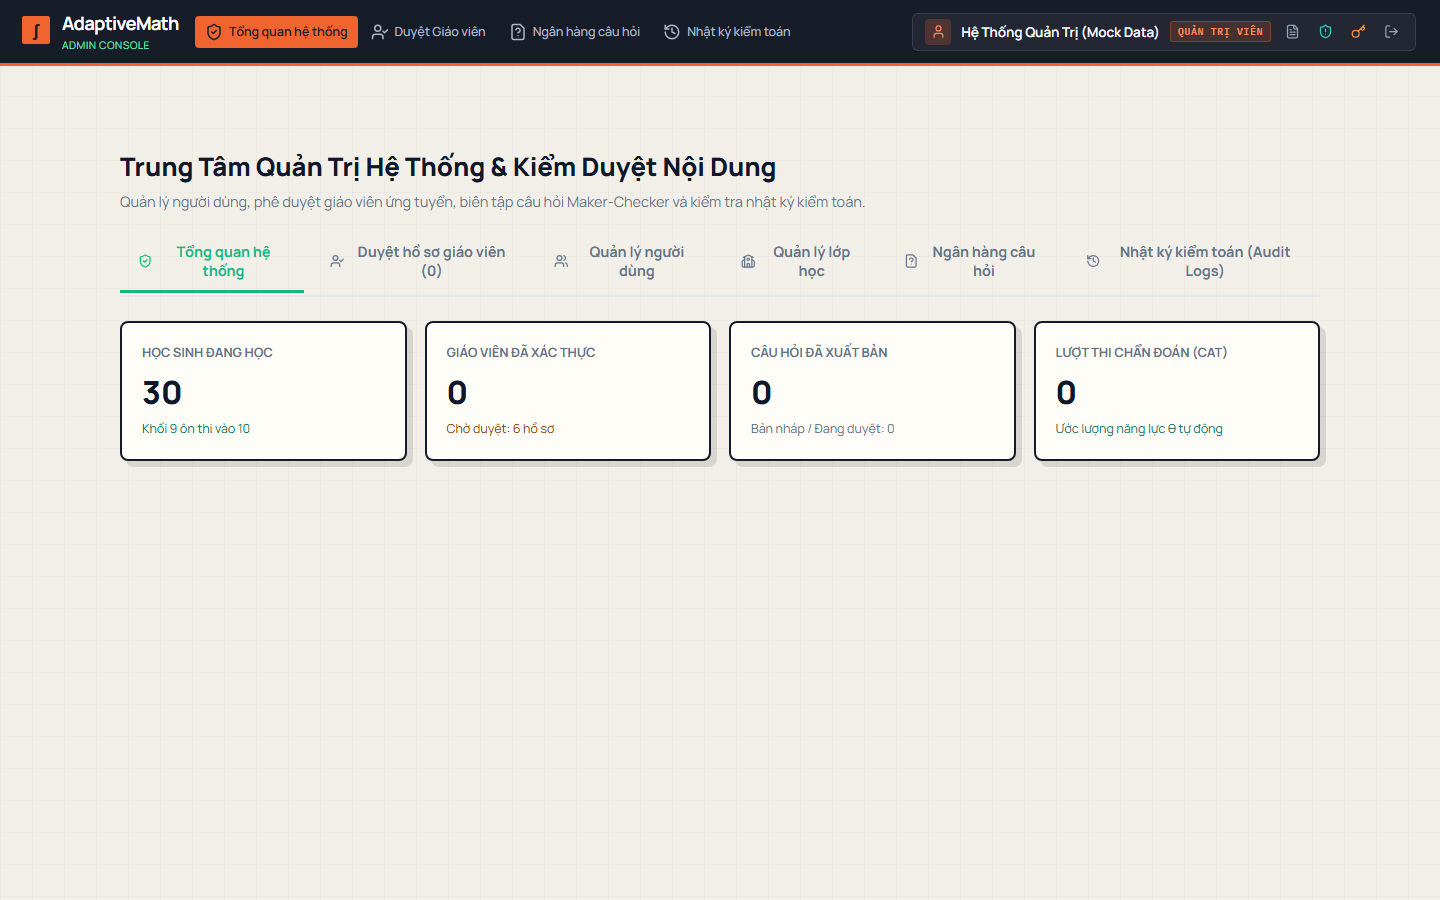 ∫
AdaptiveMath
ADMIN CONSOLE
Tổng quan hệ thống
Duyệt Giáo viên
Ngân hàng câu hỏi
Nhật ký kiểm toán
Hệ Thống Quản Trị (Mock Data)
QUẢN TRỊ VIÊN
Trung Tâm Quản Trị Hệ Thống & Kiểm Duyệt Nội Dung
Quản lý người dùng, phê duyệt giáo viên ứng tuyển, biên tập câu hỏi Maker-Checker và kiểm tra nhật ký kiểm toán.
Tổng quan hệ
thống
Duyệt hồ sơ giáo viên
(0)
Quản lý người
dùng
Quản lý lớp
học
Ngân hàng câu
hỏi
Nhật ký kiểm toán (Audit
Logs)
HỌC SINH ĐANG HỌC
30
Khối 9 ôn thi vào 10
GIÁO VIÊN ĐÃ XÁC THỰC
0
Chờ duyệt: 6 hồ sơ
CÂU HỎI ĐÃ XUẤT BẢN
0
Bản nháp / Đang duyệt: 0
LƯỢT THI CHẨN ĐOÁN (CAT)
0
Ước lượng năng lực θ tự động